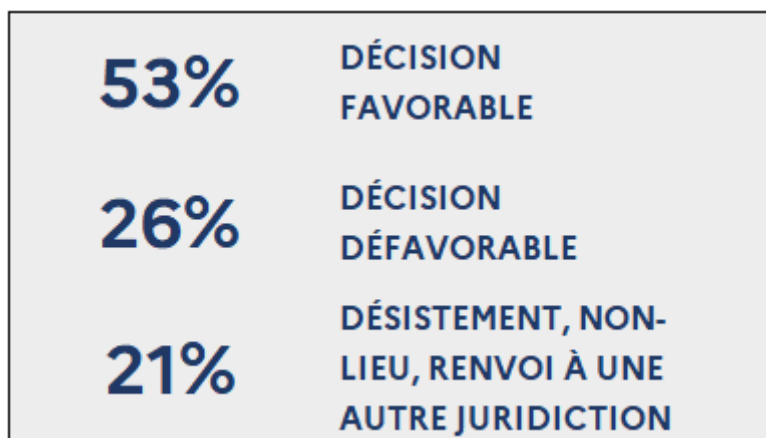 53%
DÉCISION
FAVORABLE
26%
DÉCISION
DÉFAVORABLE
21%
DÉSISTEMENT, NON-
LIEU, RENVOI À UNE
AUTRE JURIDICTION